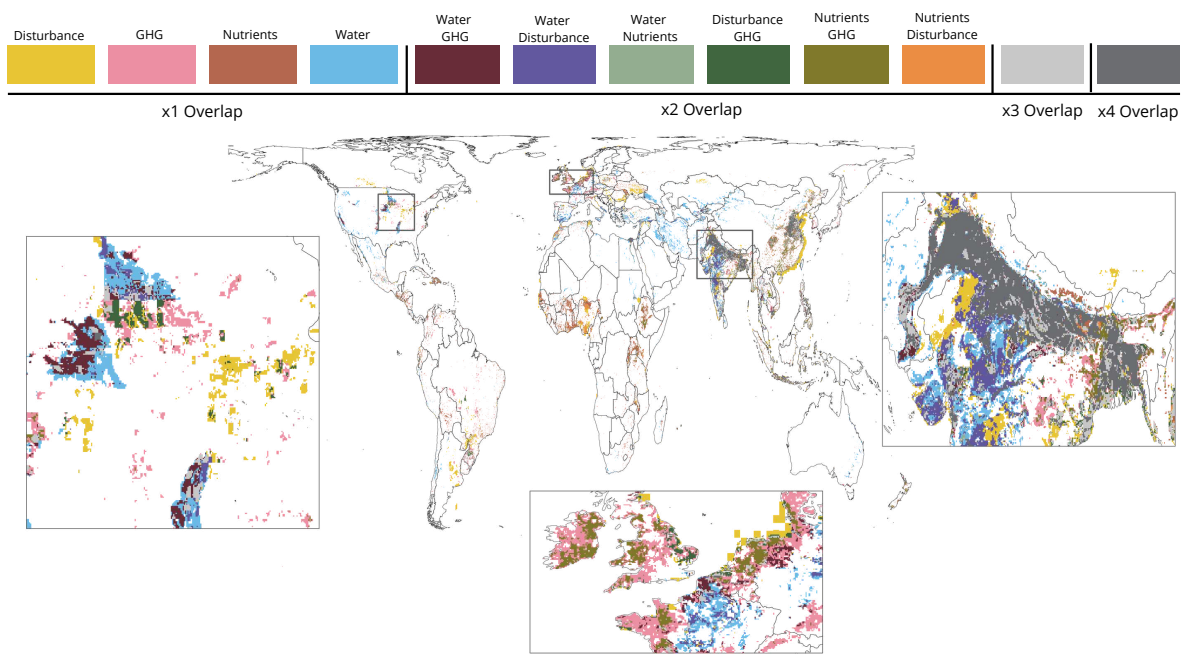 Disturbance
GHG
Nutrients
Water
Water
GHG
Water
Disturbance
Water
Nutrients
Disturbance
GHG
Nutrients
GHG
Nutrients
Disturbance
x1 Overlap
x2 Overlap
x3 Overlap
x4 Overlap